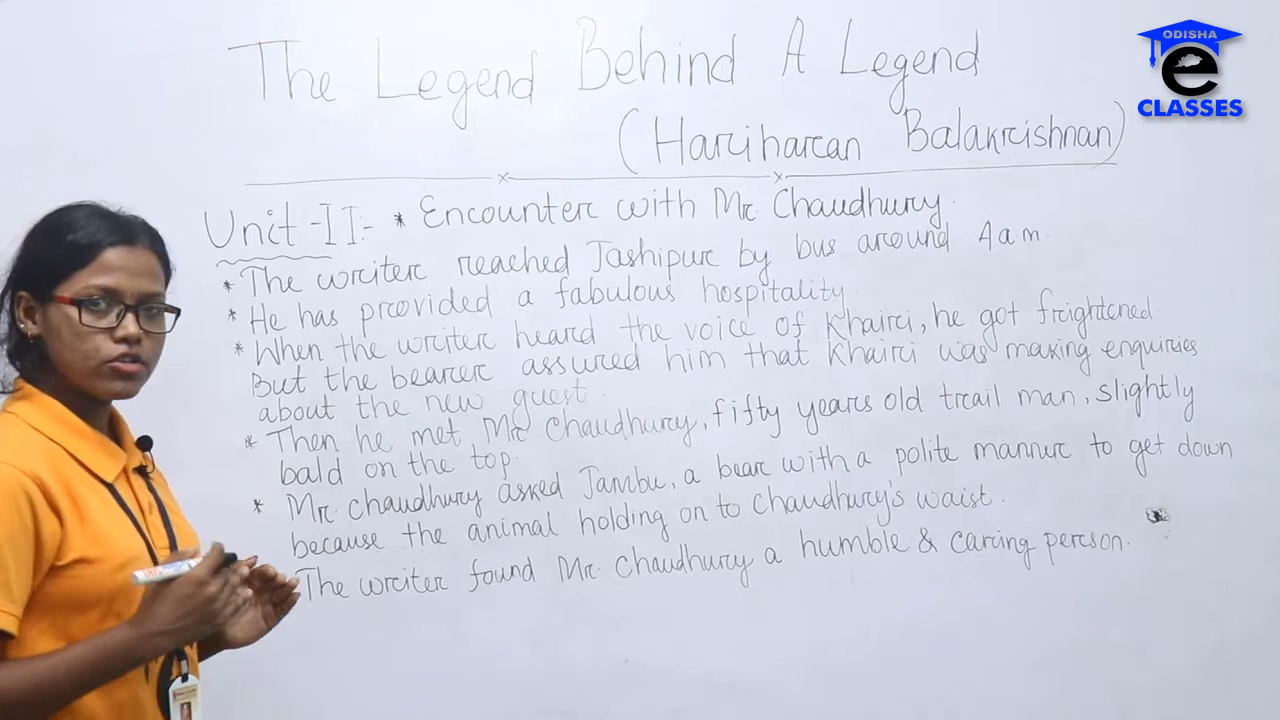 The Legend Behind A Legend
(Hariharan Balakrishnan)
Unit-II:- * Encounter with Mr. Chaudhury.
* The writer reached Jashipur by bus around 4 a.m.
* He has provided a fabulous hospitality.
* When the writer heard the voice of Khairi, he got frightened
But the bearer assured him that Khairi was making enquiries
about the new guest.
* Then he met Mr. Chaudhury, fifty years old trail man, slightly
bald on the top.
* Mr. Chaudhury asked Jambu, a bear with a polite manner to get down
because the animal holding on to Chaudhury's waist.
The writer found Mr. Chaudhury a humble & caring person.
ODISHA
e
CLASSES